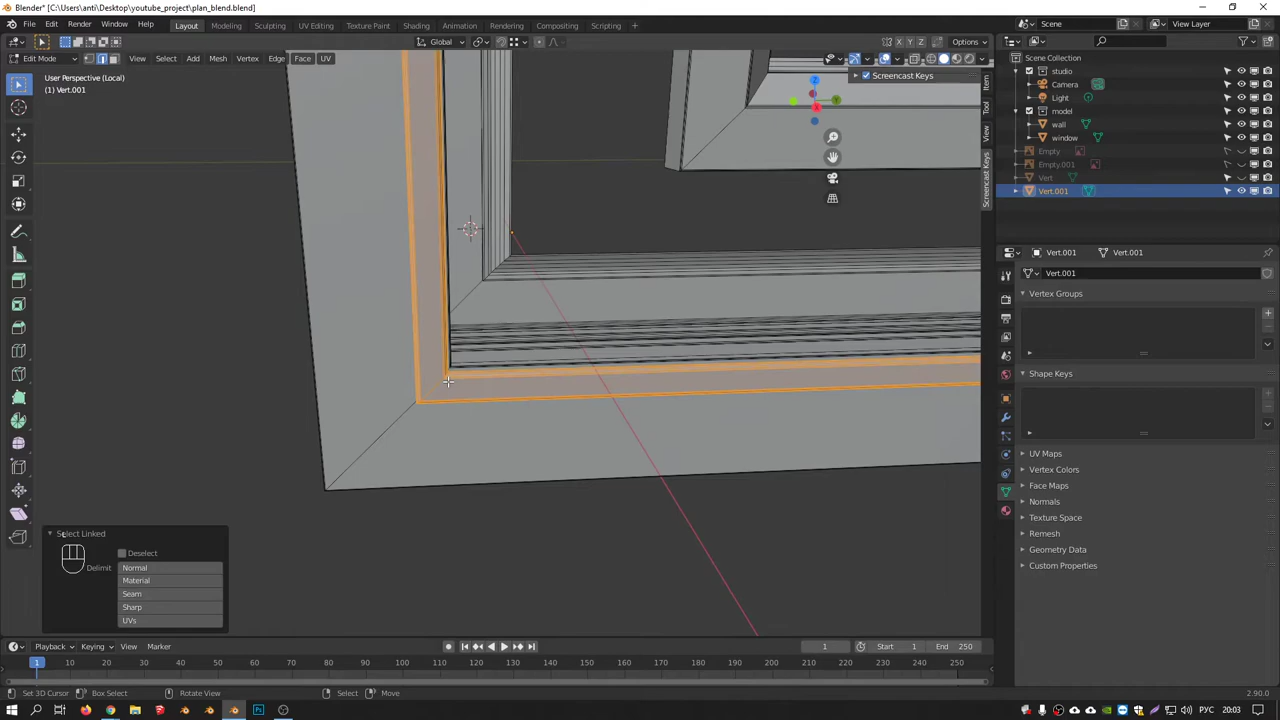 Blender* [C:\Users\anti\Desktop\youtube_project\plan_blend.blend]
File Edit Render Window Help Layout Modeling Sculpting UV Editing Texture Paint Shading Animation Rendering Compositing Scripting + Scene View Layer
Global Options
Edit Mode View Select Add Mesh Vertex Edge Face UV
X Y Z
User Perspective (Local)
(1) Vert.001
Screencast Keys
Item
Tool
View
Screencast Keys
Z
Y
X
Scene Collection
studio
Camera
Light
model
wall
window
Empty
Empty.001
Vert
Vert.001
Vert.001 Vert.001
Vert.001
Vertex Groups
Shape Keys
UV Maps
Vertex Colors
Face Maps
Normals
Texture Space
Remesh
Geometry Data
Custom Properties
Select Linked
Deselect
Delimit Normal
Material
Seam
Sharp
UVs
Playback Keying View Marker 1 Start 1 End 250
1 10 20 30 40 50 60 70 80 90 100 110 120 130 140 150 160 170 180 190 200 210 220 230 240 250
Set 3D Cursor Box Select Rotate View Select Move 2.90.0
РУС 20:03